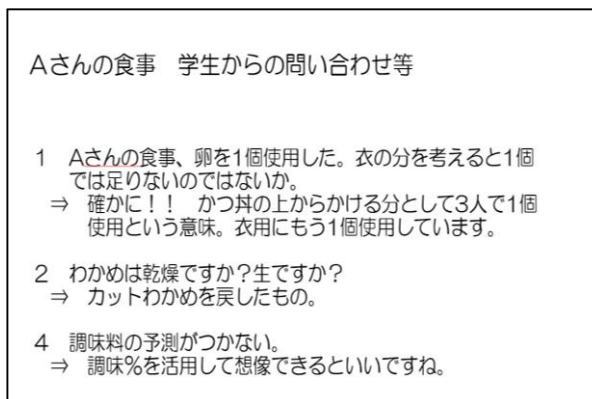 Aさんの食事　学生からの問い合わせ等
1　Aさんの食事、卵を1個使用した。衣の分を考えると1個
では足りないのではないか。
⇒　確かに！！　かつ丼の上からかける分として3人で1個
使用という意味。衣用にもう1個使用しています。
2　わかめは乾燥ですか？生ですか？
⇒　カットわかめを戻したもの。
4　調味料の予測がつかない。
⇒　調味%を活用して想像できるといいですね。